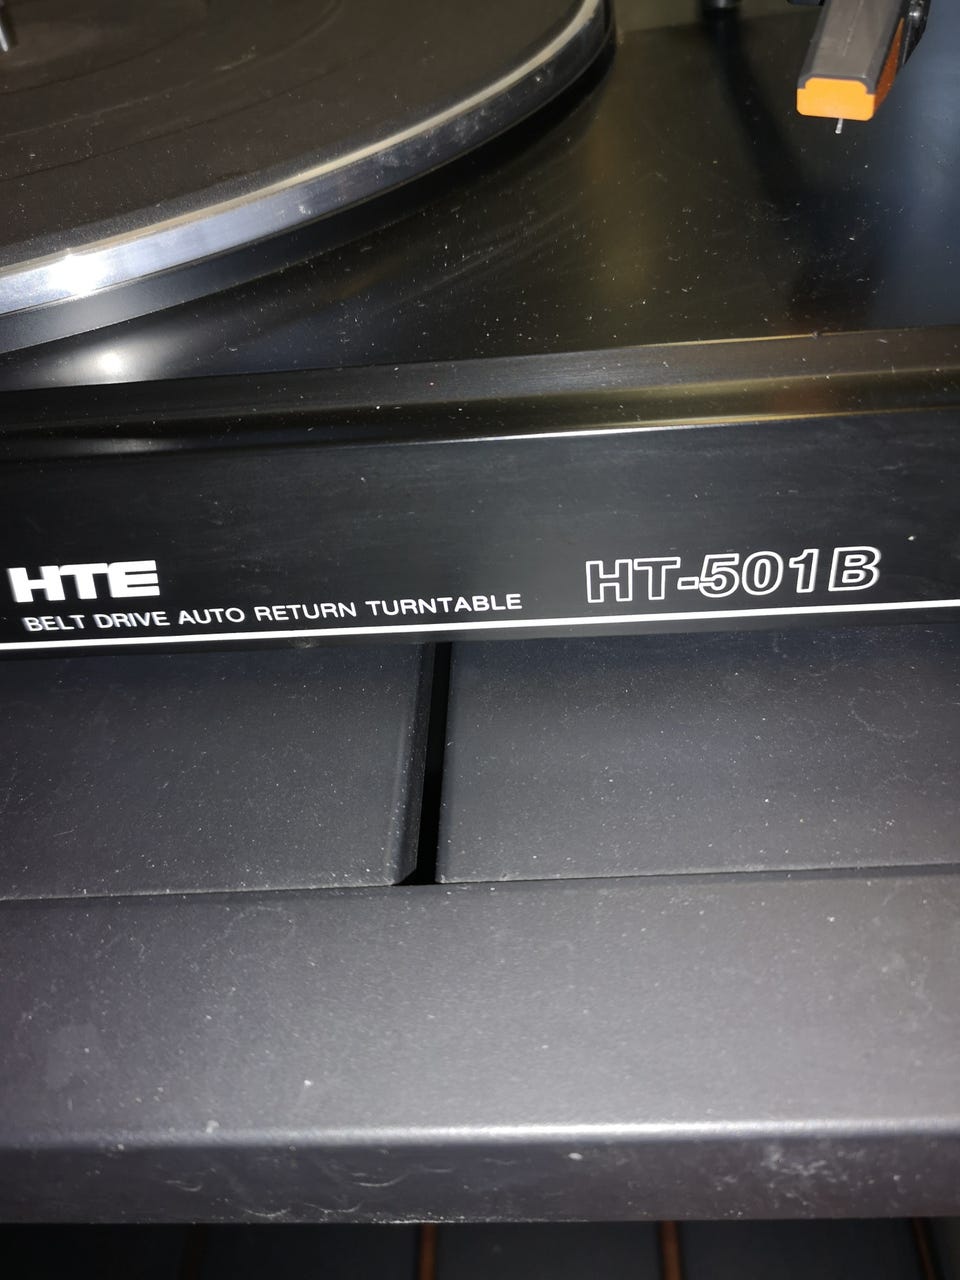 HTE
BELT DRIVE AUTO RETURN TURNTABLE
HT-501B